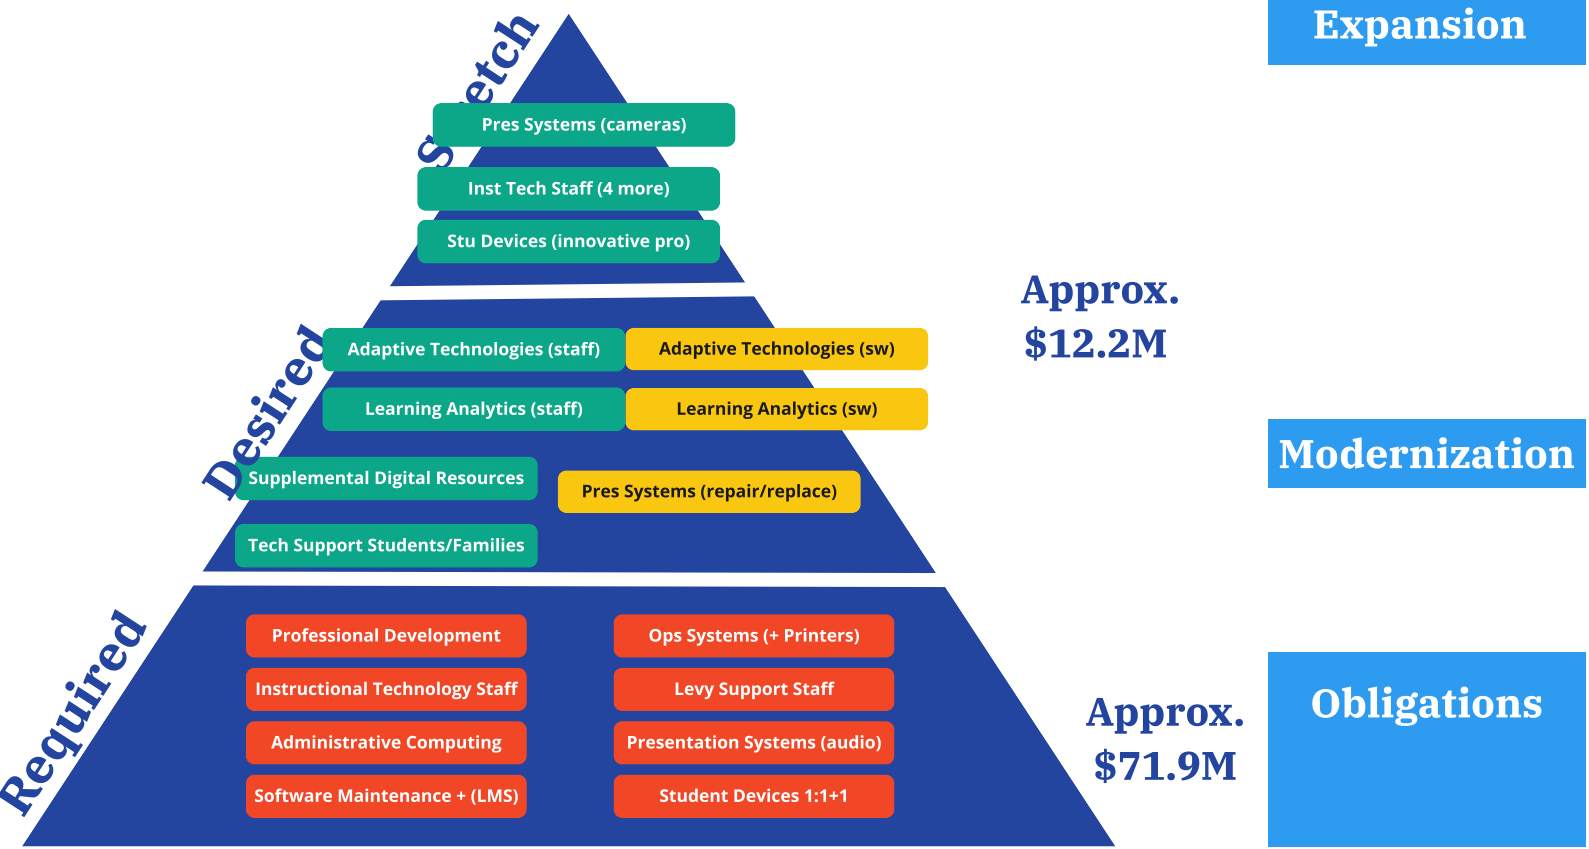 Expansion
Pres Systems (cameras)
Inst Tech Staff (4 more)
Stu Devices (innovative pro)
Desired
Adaptive Technologies (staff)
Adaptive Technologies (sw)
Learning Analytics (staff)
Learning Analytics (sw)
Supplemental Digital Resources
Pres Systems (repair/replace)
Tech Support Students/Families
Approx.
$12.2M
Modernization
Required
Professional Development
Ops Systems (+ Printers)
Instructional Technology Staff
Levy Support Staff
Administrative Computing
Presentation Systems (audio)
Software Maintenance + (LMS)
Student Devices 1:1+1
Approx.
$71.9M
Obligations